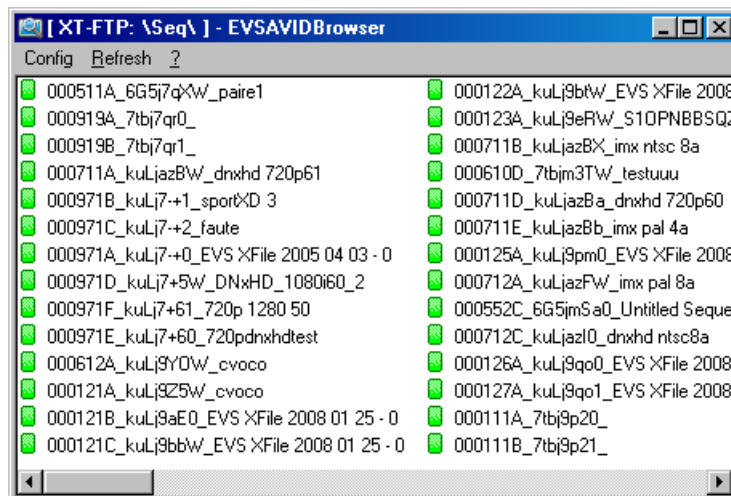 [ XT-FTP: \Seq\ ] - EVSAVIDBrowser
Config Refresh ?
000511A_6G5j7qXW_paire1
000919A_7tbj7qr0_
000919B_7tbj7qr1_
000711A_kuLjazBW_dnxhd 720p61
000971B_kuLj7-+1_sportXD 3
000971C_kuLj7-+2_faute
000971A_kuLj7-+0_EVS XFile 2005 04 03 - 0
000971D_kuLj7+5W_DNxHD_1080i60_2
000971F_kuLj7+61_720p 1280 50
000971E_kuLj7+60_720pdnxhdtest
000612A_kuLj9Y0W_cvoco
000121A_kuLj9Z5W_cvoco
000121B_kuLj9aE0_EVS XFile 2008 01 25 - 0
000121C_kuLj9bbW_EVS XFile 2008 01 25 - 0
000122A_kuLj9btW_EVS XFile 2008
000123A_kuLj9eRW_S1OPNBBSQZ
000711B_kuLjazBX_imx ntsc 8a
000610D_7tbjm3TW_testuuu
000711D_kuLjazBa_dnxhd 720p60
000711E_kuLjazBb_imx pal 4a
000125A_kuLj9pm0_EVS XFile 2008
000712A_kuLjazFW_imx pal 8a
000552C_6G5jmSa0_Untitled Seque
000712C_kuLjazI0_dnxhd ntsc8a
000126A_kuLj9qo0_EVS XFile 2008
000127A_kuLj9qo1_EVS XFile 2008
000111A_7tbj9p20_
000111B_7tbj9p21_